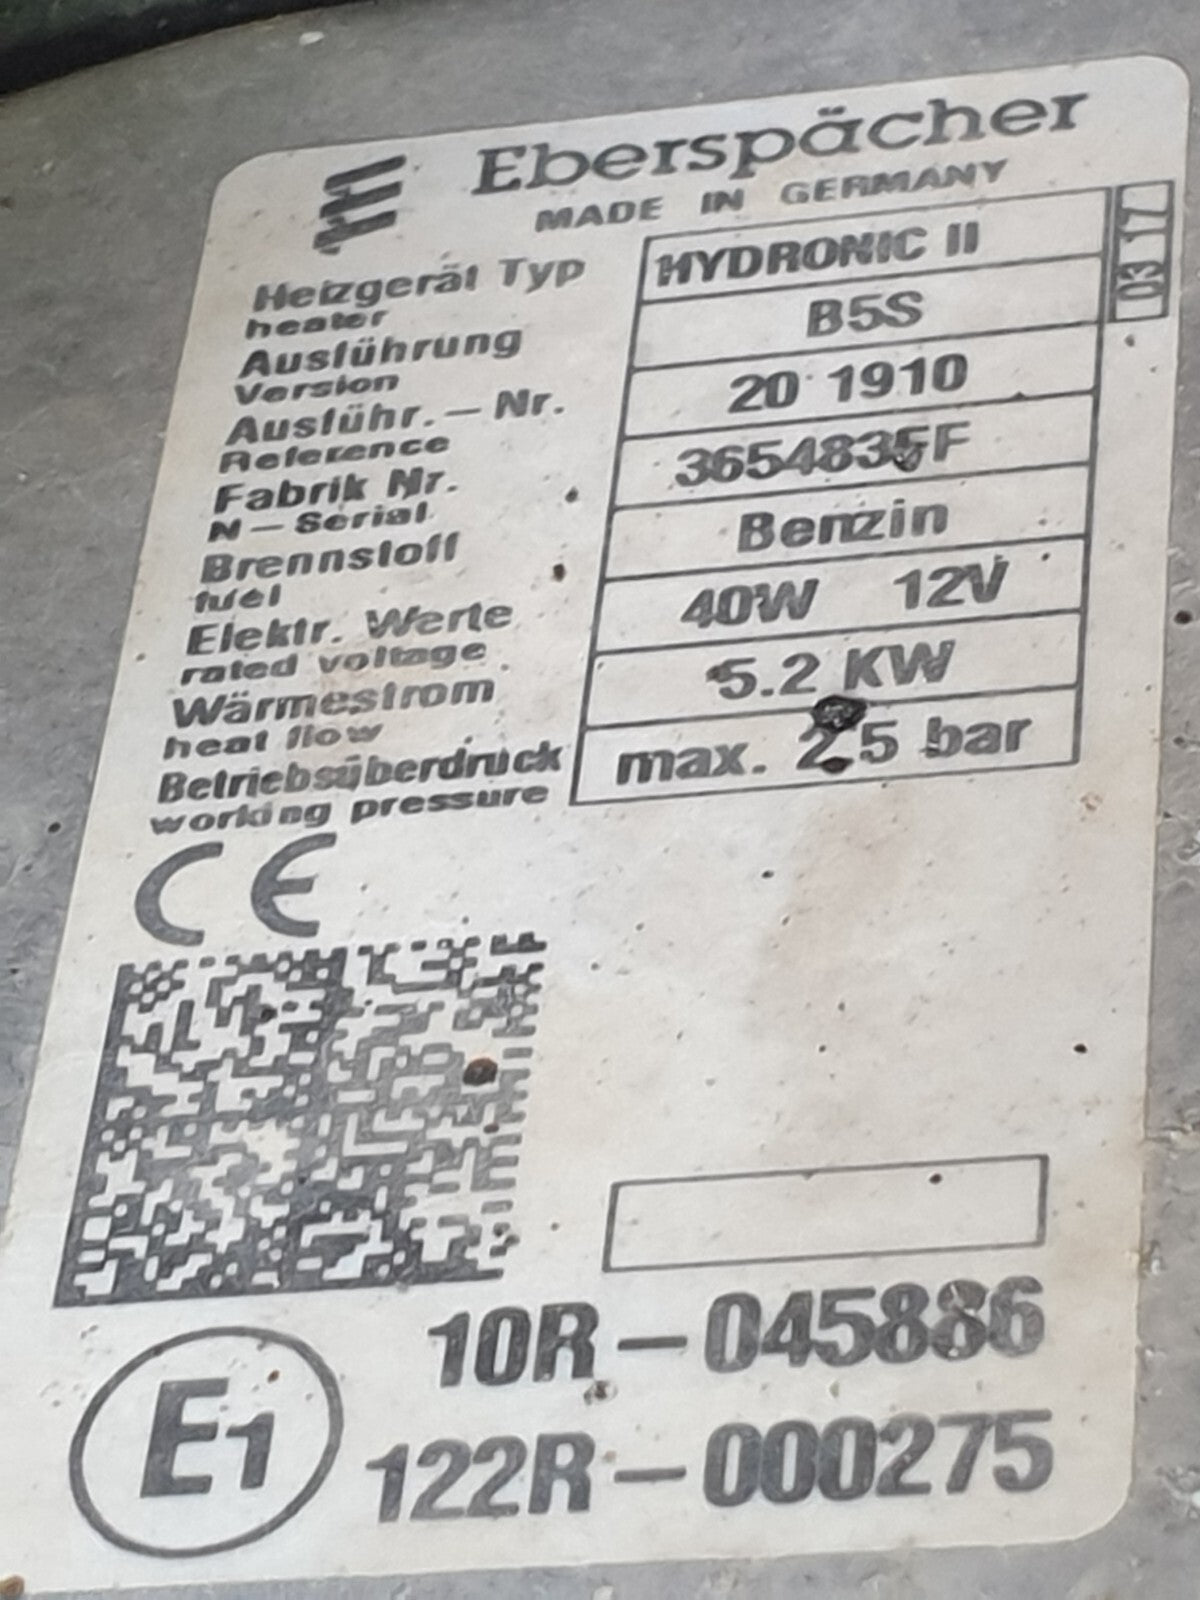 Eberspächer
MADE IN GERMANY
Heizgerät Typ HYDRONIC II
heater
03 17
Ausführung B5S
Version
Ausführ.-Nr. 20 1910
Reference
Fabrik Nr. 3654835F
N-Serial
Brennstoff Benzin
fuel
Elektr. Werte 40W 12V
rated voltage
Wärmestrom 5.2 KW
heat flow
Betriebsüberdruck max. 2.5 bar
working pressure
CE
10R-045886
E1
122R-000275